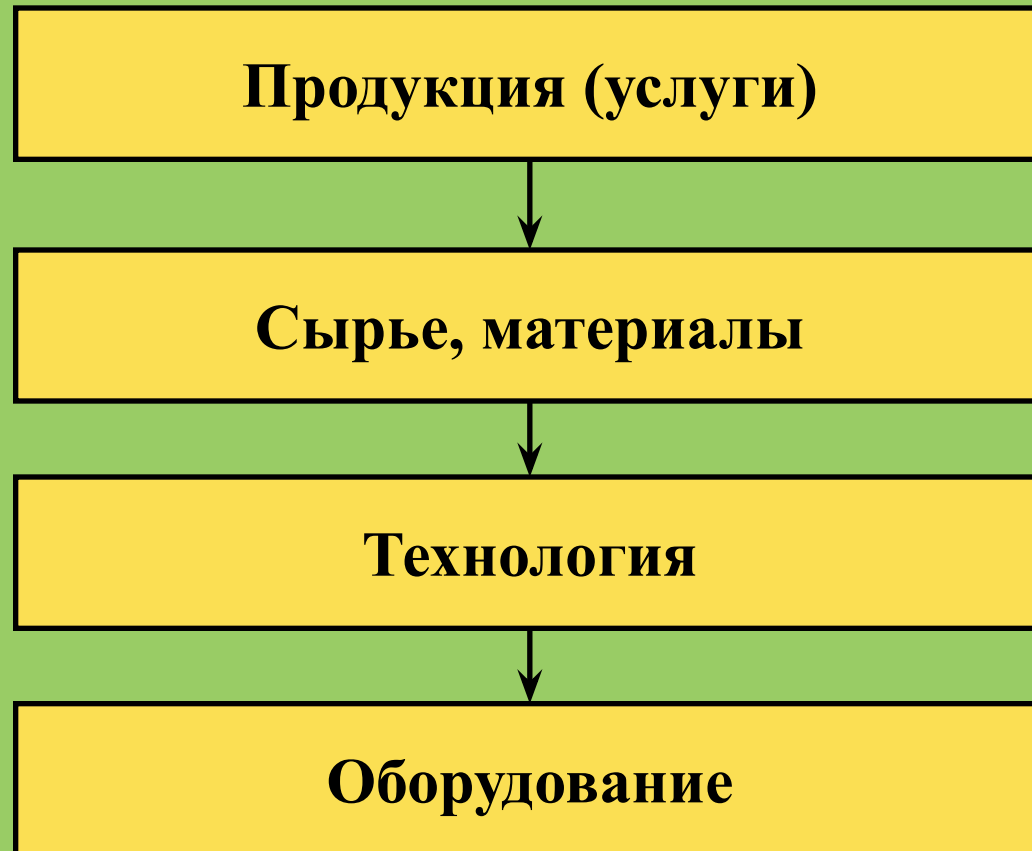 Продукция (услуги)
Сырье, материалы
Технология
Оборудование